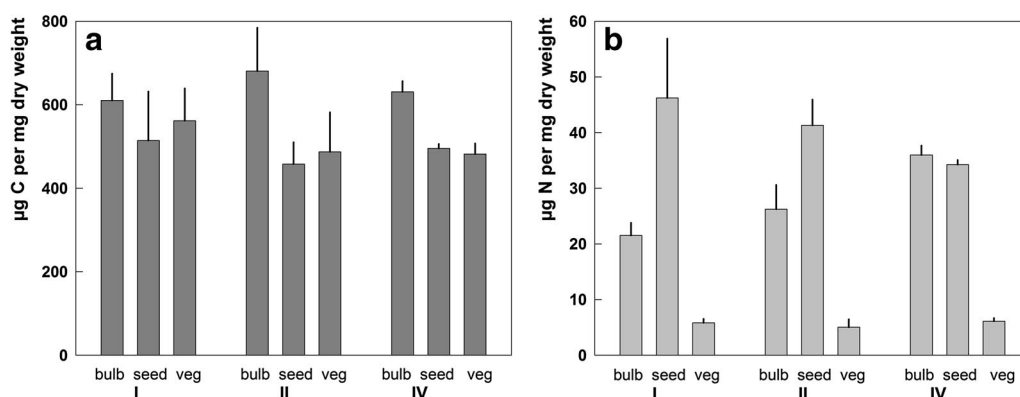 a
µg C per mg dry weight
800
600
400
200
0
bulb seed veg bulb seed veg bulb seed veg
I II IV
b
µg N per mg dry weight
60
50
40
30
20
10
0
bulb seed veg bulb seed veg bulb seed veg
I II IV